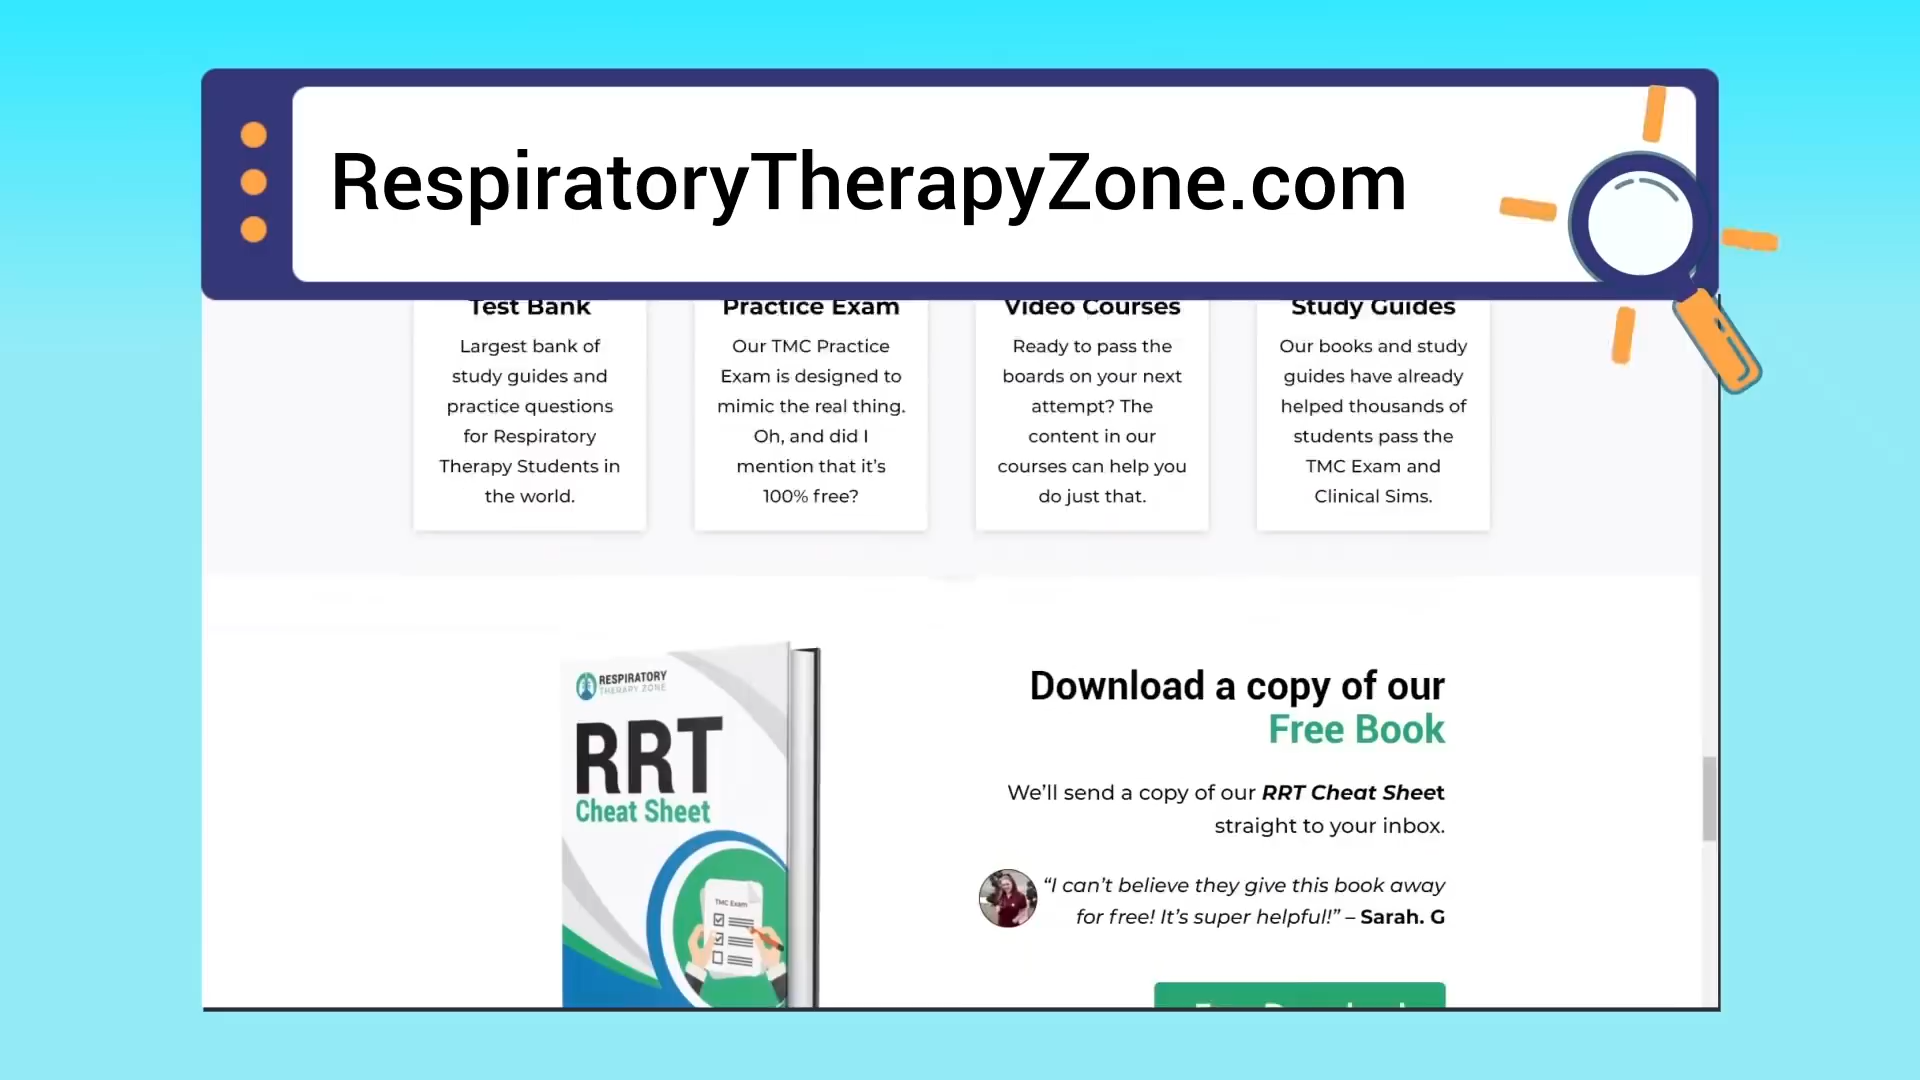 RespiratoryTherapyZone.com
Test Bank
Largest bank of
study guides and
practice questions
for Respiratory
Therapy Students in
the world.
Practice Exam
Our TMC Practice
Exam is designed to
mimic the real thing.
Oh, and did I
mention that it’s
100% free?
Video Courses
Ready to pass the
boards on your next
attempt? The
content in our
courses can help you
do just that.
Study Guides
Our books and study
guides have already
helped thousands of
students pass the
TMC Exam and
Clinical Sims.
RESPIRATORY
THERAPY ZONE
RRT
Cheat Sheet
TMC Exam
Download a copy of our
Free Book
We’ll send a copy of our RRT Cheat Sheet
straight to your inbox.
“I can’t believe they give this book away
for free! It’s super helpful!” – Sarah. G